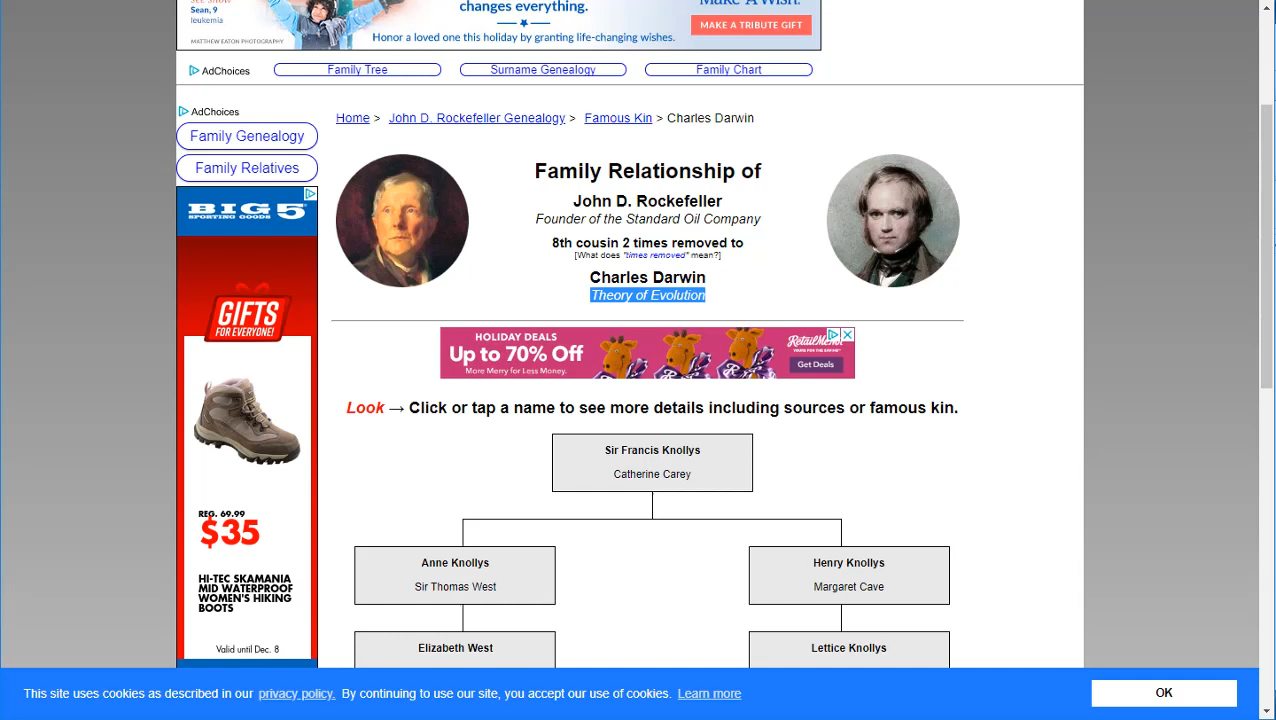 Sean, 9
leukemia
MATTHEW EATON PHOTOGRAPHY
changes everything.
Honor a loved one this holiday by granting life-changing wishes.
MAKE A TRIBUTE GIFT
AdChoices
Family Tree
Surname Genealogy
Family Chart
AdChoices
Family Genealogy
Family Relatives
Home > John D. Rockefeller Genealogy > Famous Kin > Charles Darwin
Family Relationship of
John D. Rockefeller
Founder of the Standard Oil Company
8th cousin 2 times removed to
[What does "times removed" mean?]
Charles Darwin
Theory of Evolution
BIG 5
SPORTING GOODS
GIFTS
FOR EVERYONE!
REG. 69.99
$35
HI-TEC SKAMANIA
MID WATERPROOF
WOMEN'S HIKING
BOOTS
Valid until Dec. 8
HOLIDAY DEALS
Up to 70% Off
More Merry for Less Money.
RetailMeNot
Get Deals
Look → Click or tap a name to see more details including sources or famous kin.
Sir Francis Knollys
Catherine Carey
Anne Knollys
Sir Thomas West
Henry Knollys
Margaret Cave
Elizabeth West
Lettice Knollys
This site uses cookies as described in our privacy policy. By continuing to use our site, you accept our use of cookies. Learn more
OK